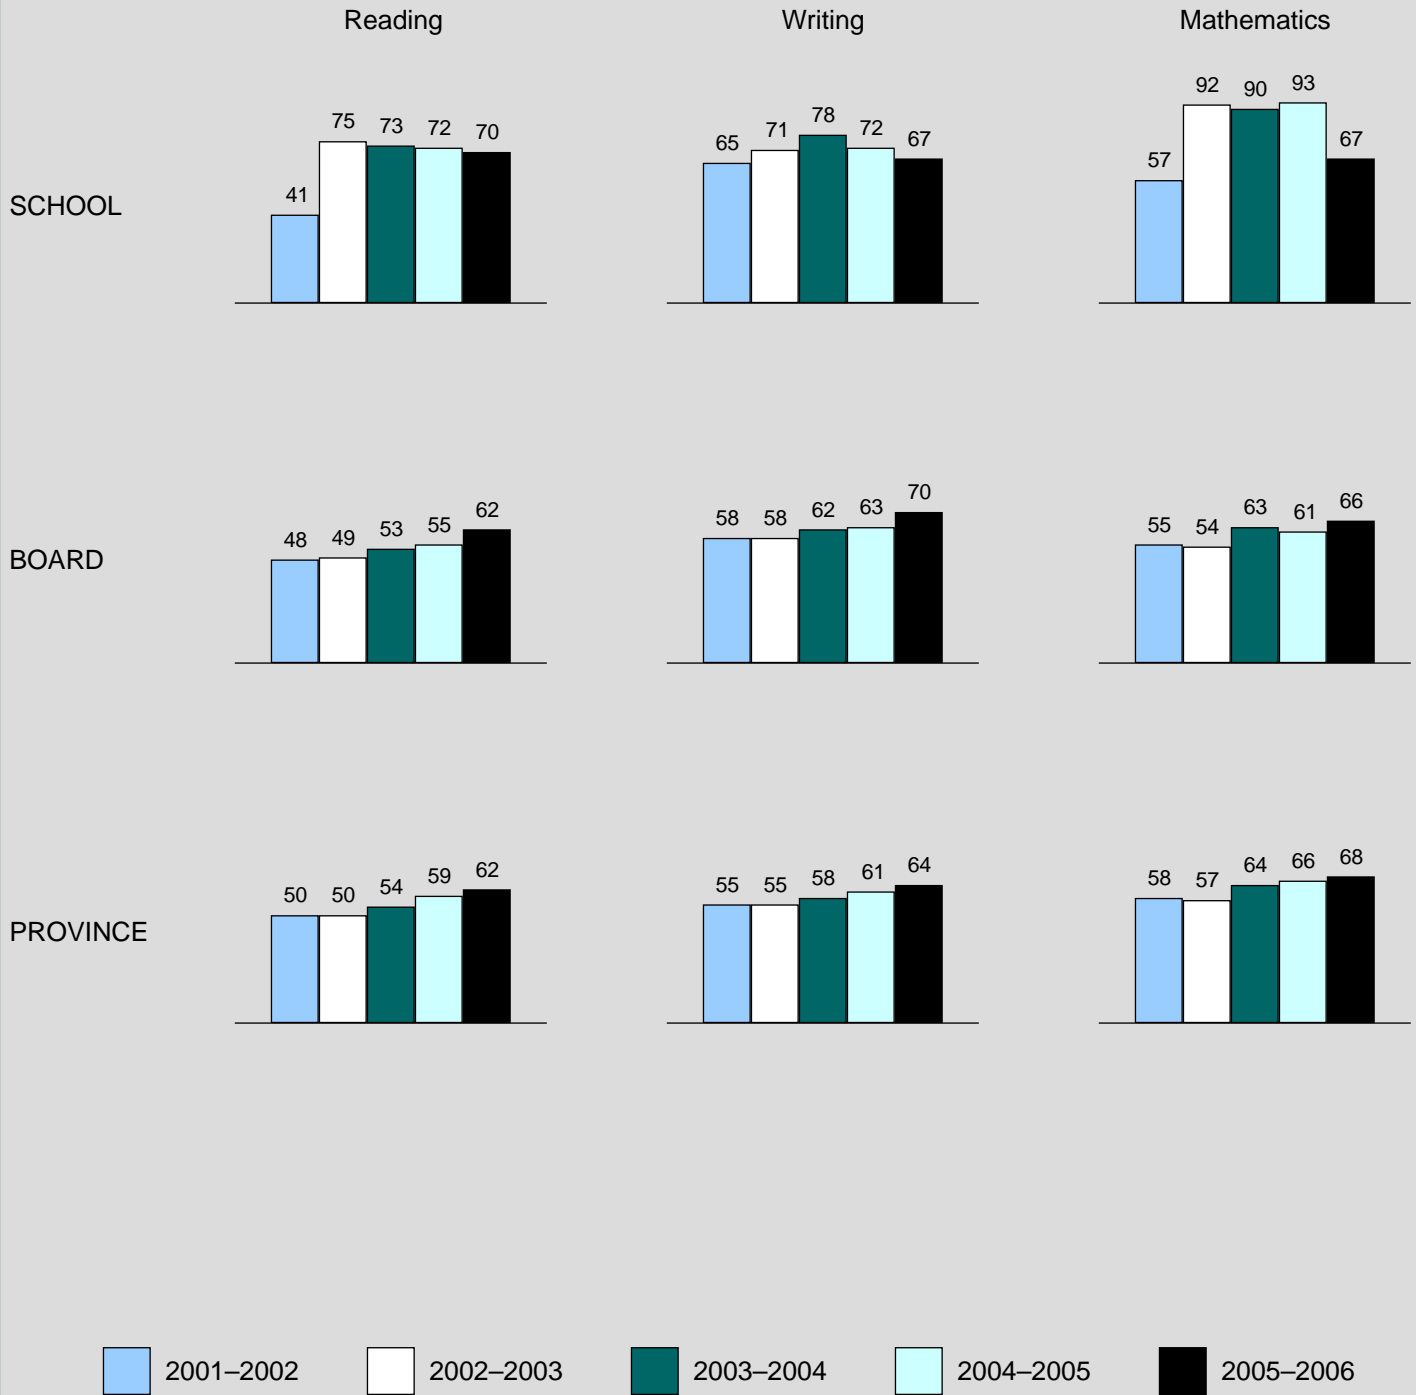 Reading Writing Mathematics
SCHOOL
41 75 73 72 70
65 71 78 72 67
57 92 90 93 67
BOARD
48 49 53 55 62
58 58 62 63 70
55 54 63 61 66
PROVINCE
50 50 54 59 62
55 55 58 61 64
58 57 64 66 68
2001–2002 2002–2003 2003–2004 2004–2005 2005–2006